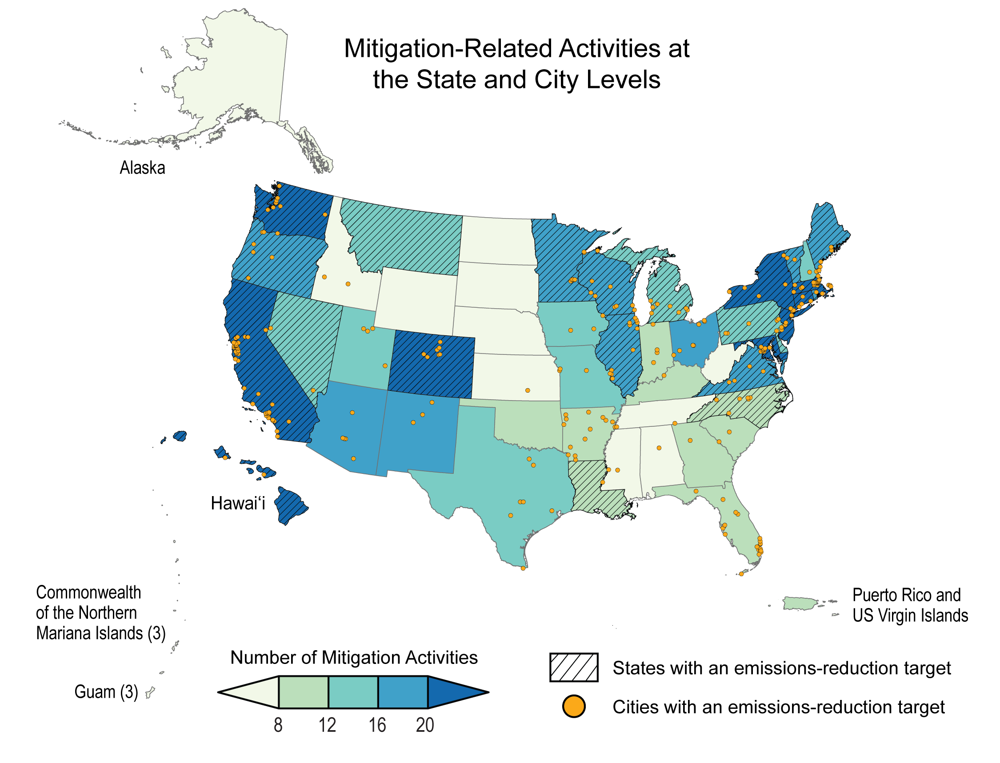 Mitigation-Related Activities at
the State and City Levels
Alaska
Hawai‘i
Commonwealth
of the Northern
Mariana Islands (3)
Guam (3)
Puerto Rico and
US Virgin Islands
Number of Mitigation Activities
8 12 16 20
States with an emissions-reduction target
Cities with an emissions-reduction target